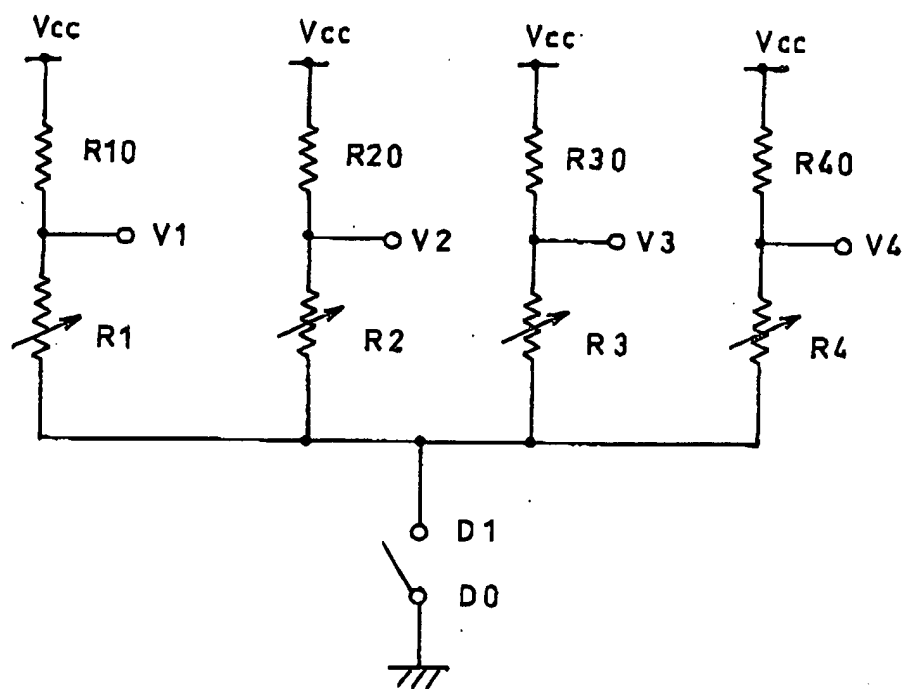 Vcc Vcc Vcc Vcc
R10 R20 R30 R40
V1 V2 V3 V4
R1 R2 R3 R4
D1
D0